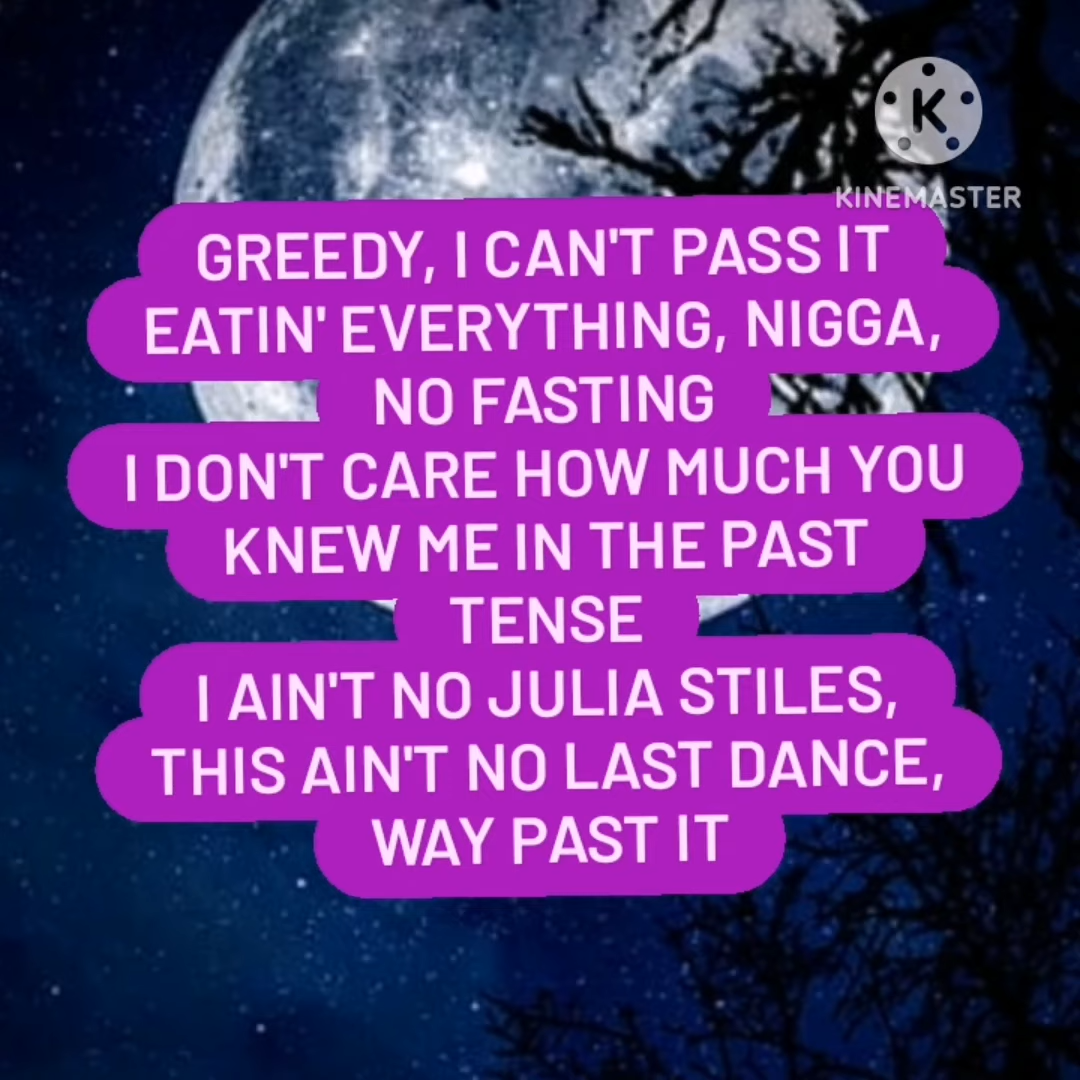 K
KINEMASTER
GREEDY, I CAN'T PASS IT
EATIN' EVERYTHING, NIGGA,
NO FASTING
I DON'T CARE HOW MUCH YOU
KNEW ME IN THE PAST
TENSE
I AIN'T NO JULIA STILES,
THIS AIN'T NO LAST DANCE,
WAY PAST IT